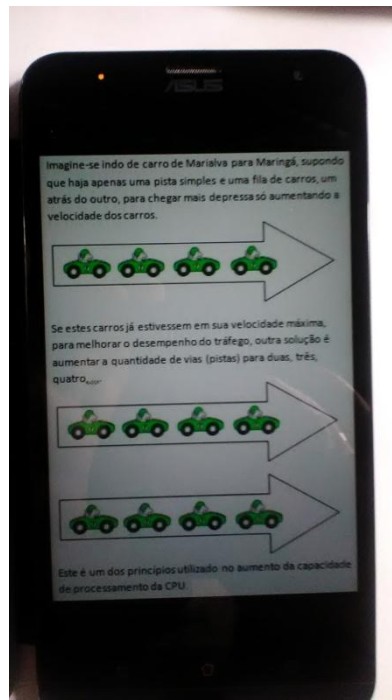 ASUS
Imagine-se indo de carro de Marialva para Maringá, supondo
que haja apenas uma pista simples e uma fila de carros, um
atrás do outro, para chegar mais depressa só aumentando a
velocidade dos carros.
Se estes carros já estivessem em sua velocidade máxima,
para melhorar o desempenho do tráfego, outra solução é
aumentar a quantidade de vias (pistas) para duas, três,
quatro,...
Este é um dos princípios utilizado no aumento da capacidade
de processamento da CPU.